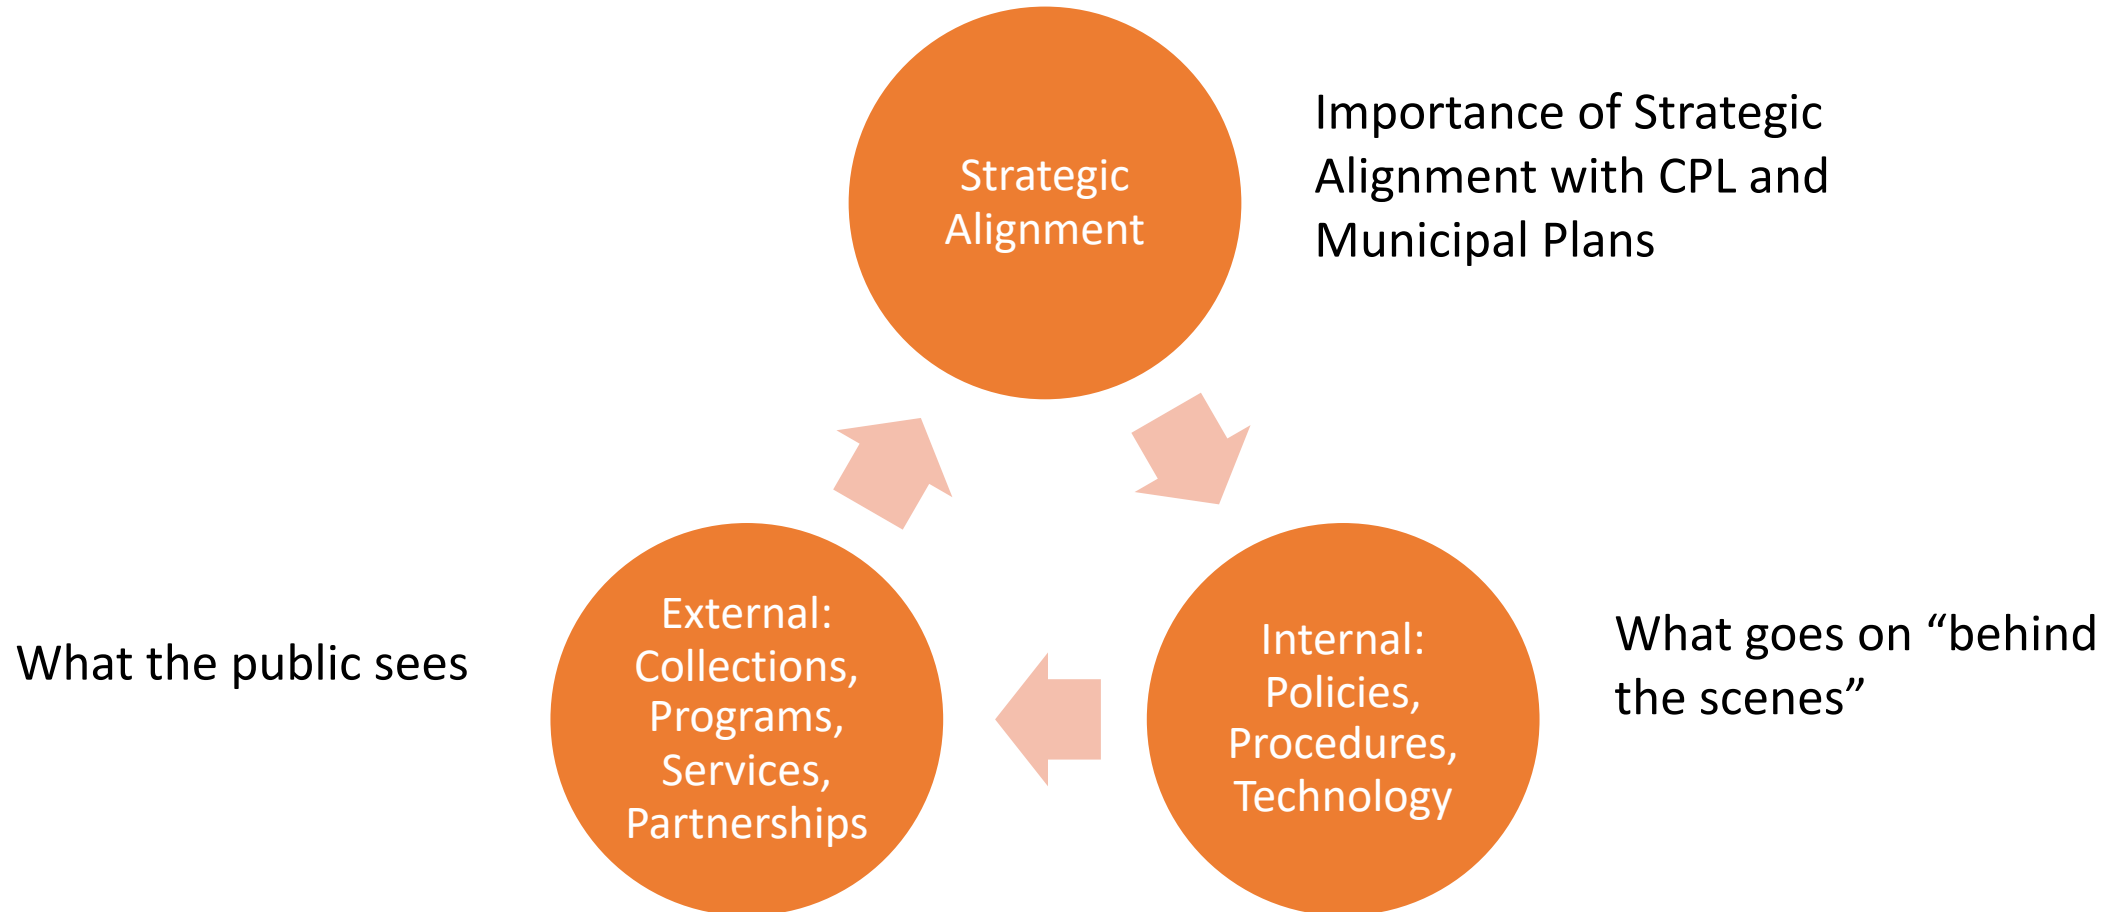 Strategic
Alignment
Importance of Strategic
Alignment with CPL and
Municipal Plans
What the public sees
External:
Collections,
Programs,
Services,
Partnerships
Internal:
Policies,
Procedures,
Technology
What goes on “behind
the scenes”